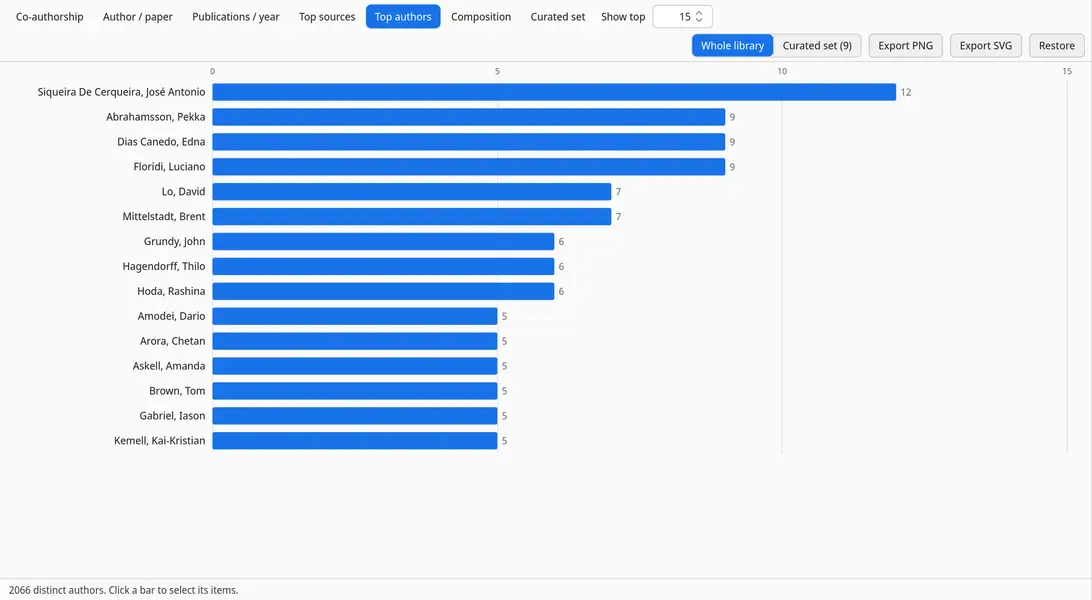 Co-authorship Author / paper Publications / year Top sources Top authors Composition Curated set Show top 15
Whole library Curated set (9) Export PNG Export SVG Restore
0 5 10 15
Siqueira De Cerqueira, José Antonio 12
Abrahamsson, Pekka 9
Dias Canedo, Edna 9
Floridi, Luciano 9
Lo, David 7
Mittelstadt, Brent 7
Grundy, John 6
Hagendorff, Thilo 6
Hoda, Rashina 6
Amodei, Dario 5
Arora, Chetan 5
Askell, Amanda 5
Brown, Tom 5
Gabriel, Iason 5
Kemell, Kai-Kristian 5
2066 distinct authors. Click a bar to select its items.